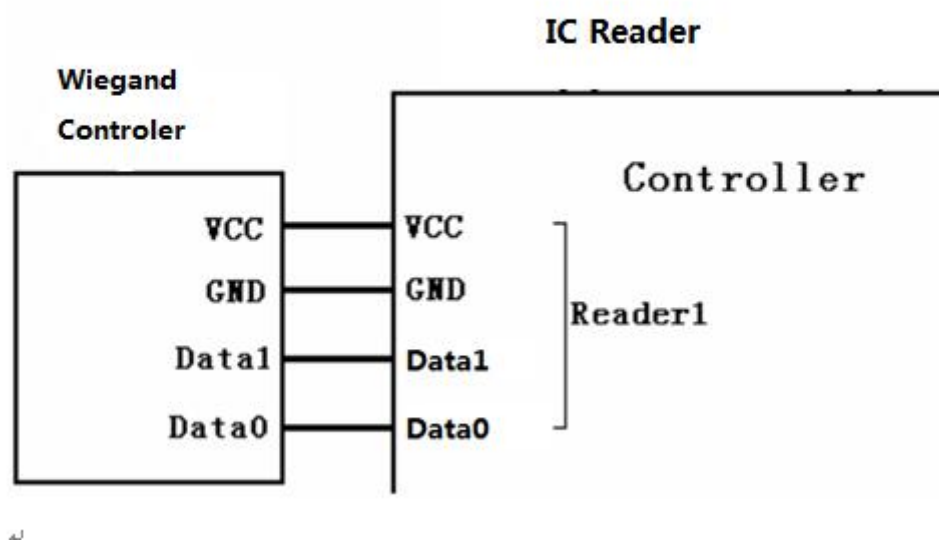 IC Reader
Wiegand
Controler
Controller
VCC
VCC
GND
GND
Reader1
Data1
Data1
Data0
Data0